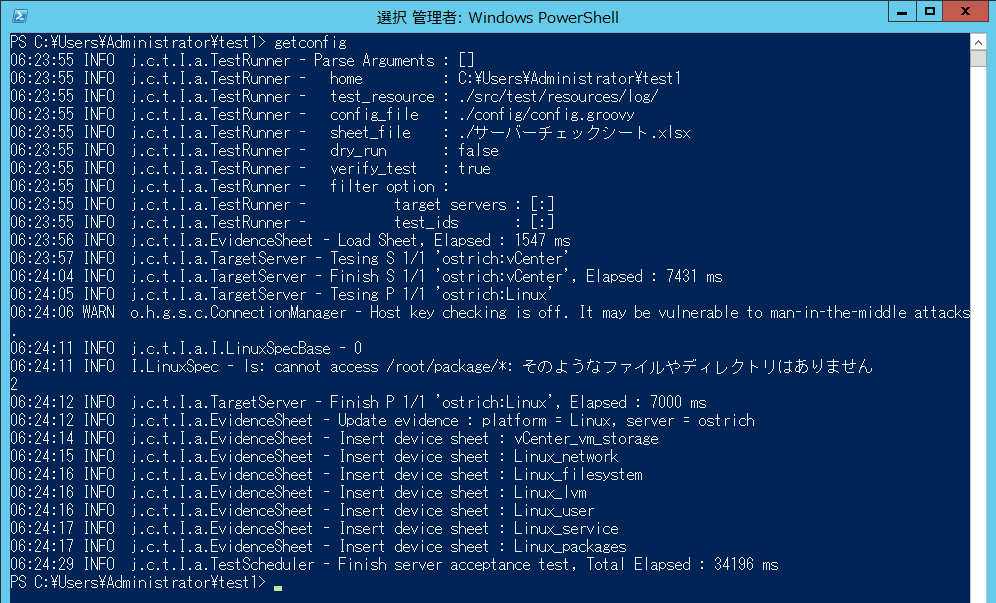 選択 管理者: Windows PowerShell
PS C:¥Users¥Administrator¥test1> getconfig
06:23:55 INFO  j.c.t.I.a.TestRunner - Parse Arguments : []
06:23:55 INFO  j.c.t.I.a.TestRunner -   home          : C:¥Users¥Administrator¥test1
06:23:55 INFO  j.c.t.I.a.TestRunner -   test_resource : ./src/test/resources/log/
06:23:55 INFO  j.c.t.I.a.TestRunner -   config_file   : ./config/config.groovy
06:23:55 INFO  j.c.t.I.a.TestRunner -   sheet_file    : ./サーバーチェックシート.xlsx
06:23:55 INFO  j.c.t.I.a.TestRunner -   dry_run       : false
06:23:55 INFO  j.c.t.I.a.TestRunner -   verify_test   : true
06:23:55 INFO  j.c.t.I.a.TestRunner -   filter option :
06:23:55 INFO  j.c.t.I.a.TestRunner -           target servers : [:]
06:23:55 INFO  j.c.t.I.a.TestRunner -           test_ids       : [:]
06:23:56 INFO  j.c.t.I.a.EvidenceSheet - Load Sheet, Elapsed : 1547 ms
06:23:57 INFO  j.c.t.I.a.TargetServer - Tesing S 1/1 'ostrich:vCenter'
06:24:04 INFO  j.c.t.I.a.TargetServer - Finish S 1/1 'ostrich:vCenter', Elapsed : 7431 ms
06:24:05 INFO  j.c.t.I.a.TargetServer - Tesing P 1/1 'ostrich:Linux'
06:24:06 WARN  o.h.g.s.c.ConnectionManager - Host key checking is off. It may be vulnerable to man-in-the-middle attacks
.
06:24:11 INFO  j.c.t.I.a.I.LinuxSpecBase - 0
06:24:11 INFO  I.LinuxSpec - ls: cannot access /root/package/*: そのようなファイルやディレクトリはありません
2
06:24:12 INFO  j.c.t.I.a.TargetServer - Finish P 1/1 'ostrich:Linux', Elapsed : 7000 ms
06:24:12 INFO  j.c.t.I.a.EvidenceSheet - Update evidence : platform = Linux, server = ostrich
06:24:14 INFO  j.c.t.I.a.EvidenceSheet - Insert device sheet : vCenter_vm_storage
06:24:15 INFO  j.c.t.I.a.EvidenceSheet - Insert device sheet : Linux_network
06:24:16 INFO  j.c.t.I.a.EvidenceSheet - Insert device sheet : Linux_filesystem
06:24:16 INFO  j.c.t.I.a.EvidenceSheet - Insert device sheet : Linux_lvm
06:24:16 INFO  j.c.t.I.a.EvidenceSheet - Insert device sheet : Linux_user
06:24:17 INFO  j.c.t.I.a.EvidenceSheet - Insert device sheet : Linux_service
06:24:17 INFO  j.c.t.I.a.EvidenceSheet - Insert device sheet : Linux_packages
06:24:29 INFO  j.c.t.I.a.TestScheduler - Finish server acceptance test, Total Elapsed : 34196 ms
PS C:¥Users¥Administrator¥test1>